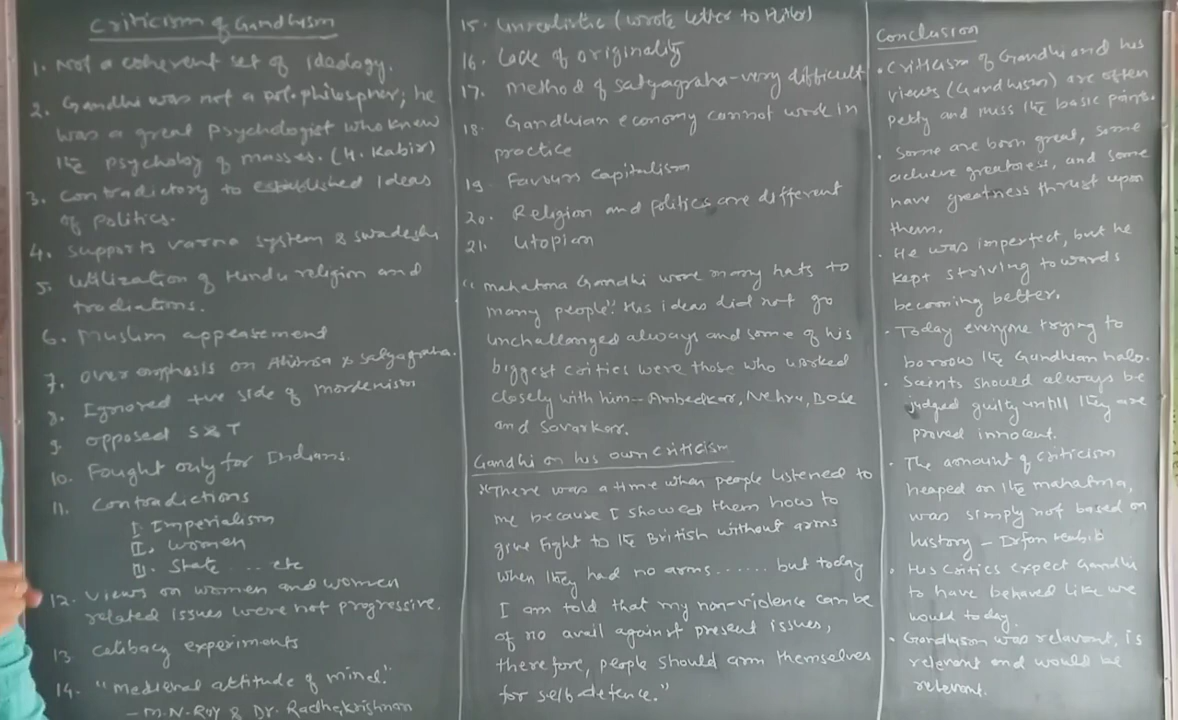 Criticism of Gandhism
1. Not a coherent set of ideology.
2. Gandhi was not a pol. philospher; he
was a great psychologist who knew
the psycholoy of masses. (H. Kabir)
3. Contradictory to established ideas
of politics.
4. Supports varna system & swadeshi
5. Utilization of Hindu religion and
tradiations.
6. Muslim appeasement
7. Over emphasis on Ahimsa & Satyagraha.
8. Ignored +ve side of mordenism
9. opposed S&T
10. Fought only for Indians.
11. Contradictions
I. Imperialism
II. women
III. State .... etc
12. Views on women and women
related issues were not progressive.
13. Celibacy experiments
14. "Medieval attitude of mind."
- M.N. Roy & Dr. Radhakrishnan
15. Unrealistic (wrote letter to Hitler)
16. Lack of originality
17. Method of Satyagraha - very difficult
18. Gandhian economy cannot work in
practice
19. Favours Capitalism
20. Religion and politics are different
21. Utopian
"Mahatma Gandhi wore many hats to
many people". His ideas did not go
unchallanged always and some of his
biggest critics were those who worked
closely with him - Ambedkar, Nehru, Bose
and Sovarkar.
Gandhi on his own criticism
"There was a time when people listened to
me because I showed them how to
give fight to the British without arms
when they had no arms ...... but today
I am told that my non-violence can be
of no avail against present issues,
therefore, people should arm themselves
for self defence."
Conclusion
• Criticism of Gandhi and his
views (Gandhism) are often
petty and miss the basic points.
• Some are born great, some
achieve greatness, and some
have greatness thrust upon
them.
• He was imperfect, but he
kept striving towards
becoming better.
• Today everyone trying to
borrow the Gandhian halo.
• Saints should always be
judged guilty untill they are
proved innocent.
• The amount of criticism
heaped on the mahatma,
was simply not based on
history - Irfan Habib
• His critics expect Gandhi
to have behaved like we
would today.
• Gandhism was relavant, is
relevant and would be
relevant.